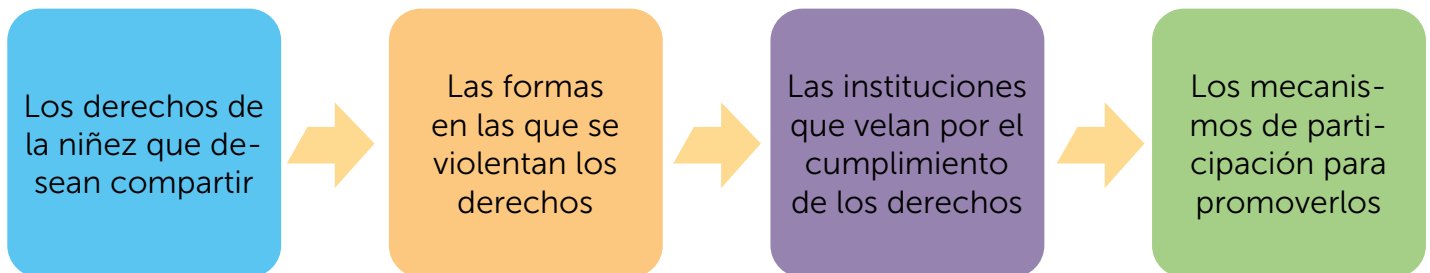 Los derechos de
la niñez que de-
sean compartir
Las formas
en las que se
violentan los
derechos
Las instituciones
que velan por el
cumplimiento
de los derechos
Los mecanis-
mos de parti-
cipación para
promoverlos